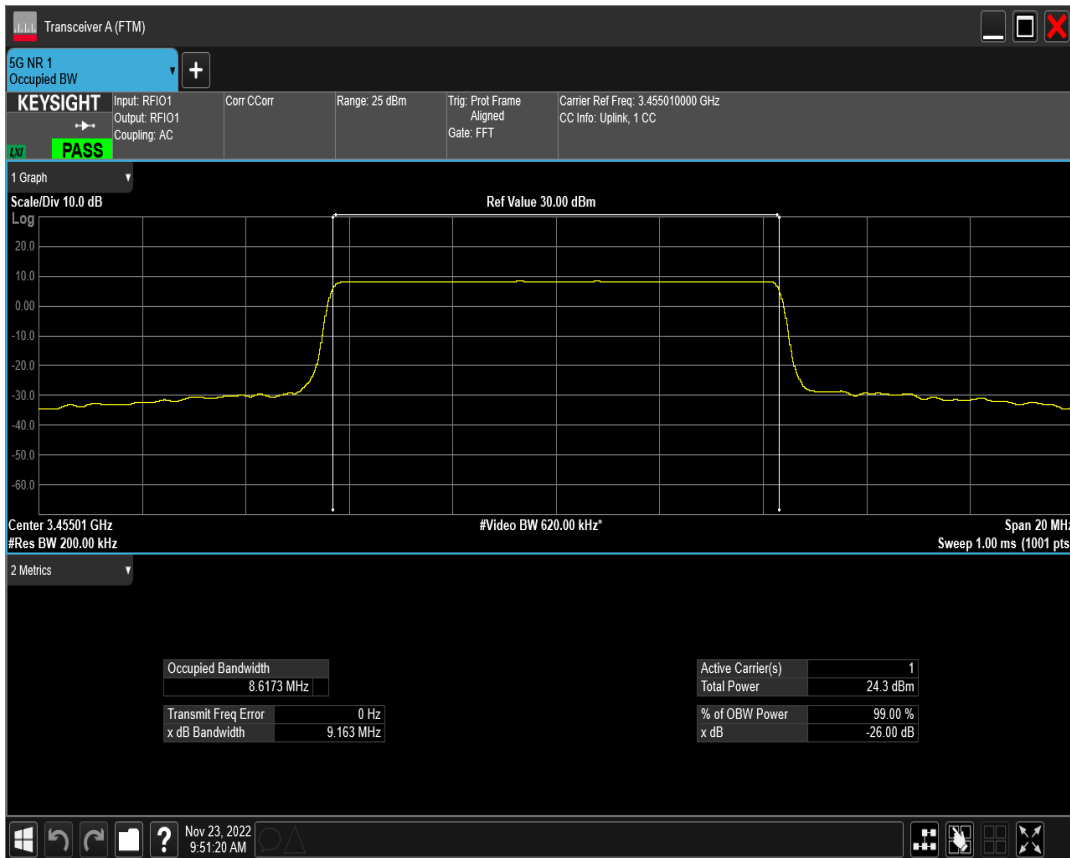 Transceiver A (FTM)
5G NR 1
Occupied BW
+
KEYSIGHT
LXI
PASS
Input: RFIO1
Output: RFIO1
Coupling: AC
Corr CCorr
Range: 25 dBm
Trig: Prot Frame
Aligned
Gate: FFT
Carrier Ref Freq: 3.455010000 GHz
CC Info: Uplink, 1 CC
1 Graph
Scale/Div 10.0 dB
Ref Value 30.00 dBm
Log
20.0
10.0
0.00
-10.0
-20.0
-30.0
-40.0
-50.0
-60.0
Center 3.45501 GHz
#Video BW 620.00 kHz*
Span 20 MHz
#Res BW 200.00 kHz
Sweep 1.00 ms (1001 pts
2 Metrics
Occupied Bandwidth
8.6173 MHz
Transmit Freq Error 0 Hz
x dB Bandwidth 9.163 MHz
Active Carrier(s) 1
Total Power 24.3 dBm
% of OBW Power 99.00 %
x dB -26.00 dB
?
Nov 23, 2022
9:51:20 AM